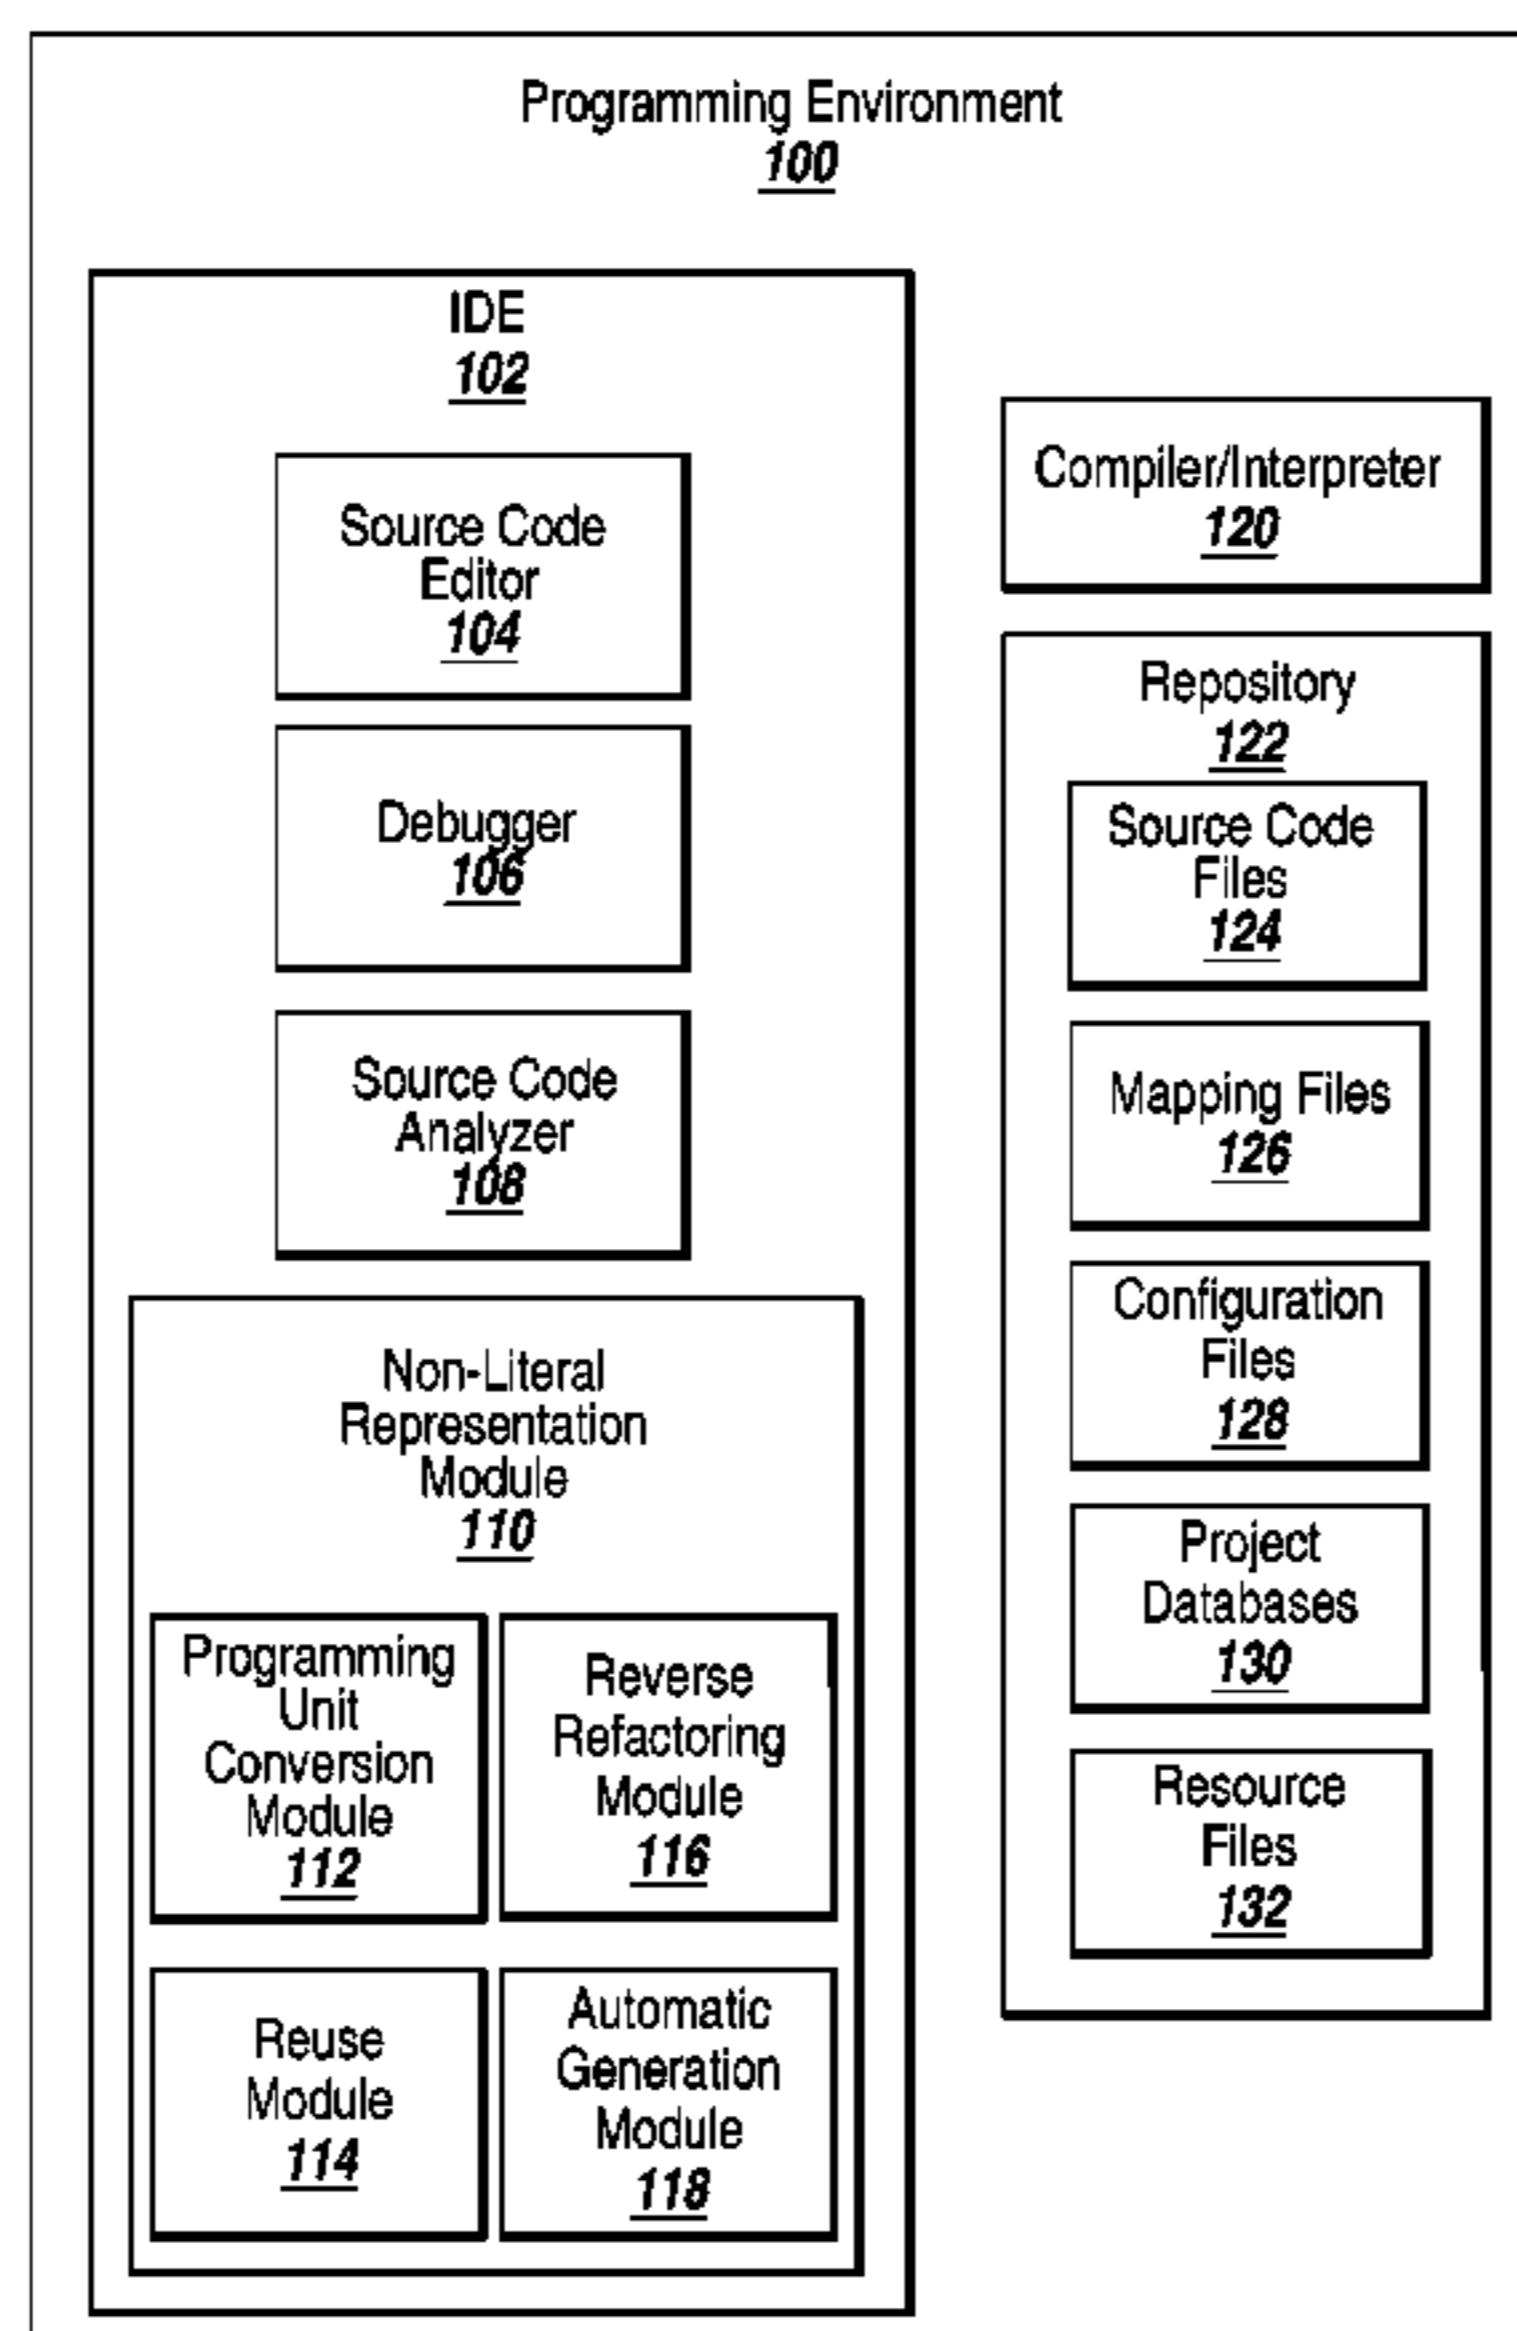 Programming Environment
100
IDE
102
Source Code
Editor
104
Debugger
106
Source Code
Analyzer
108
Non-Literal
Representation
Module
110
Programming
Unit
Conversion
Module
112
Reverse
Refactoring
Module
116
Reuse
Module
114
Automatic
Generation
Module
118
Compiler/Interpreter
120
Repository
122
Source Code
Files
124
Mapping Files
126
Configuration
Files
128
Project
Databases
130
Resource
Files
132